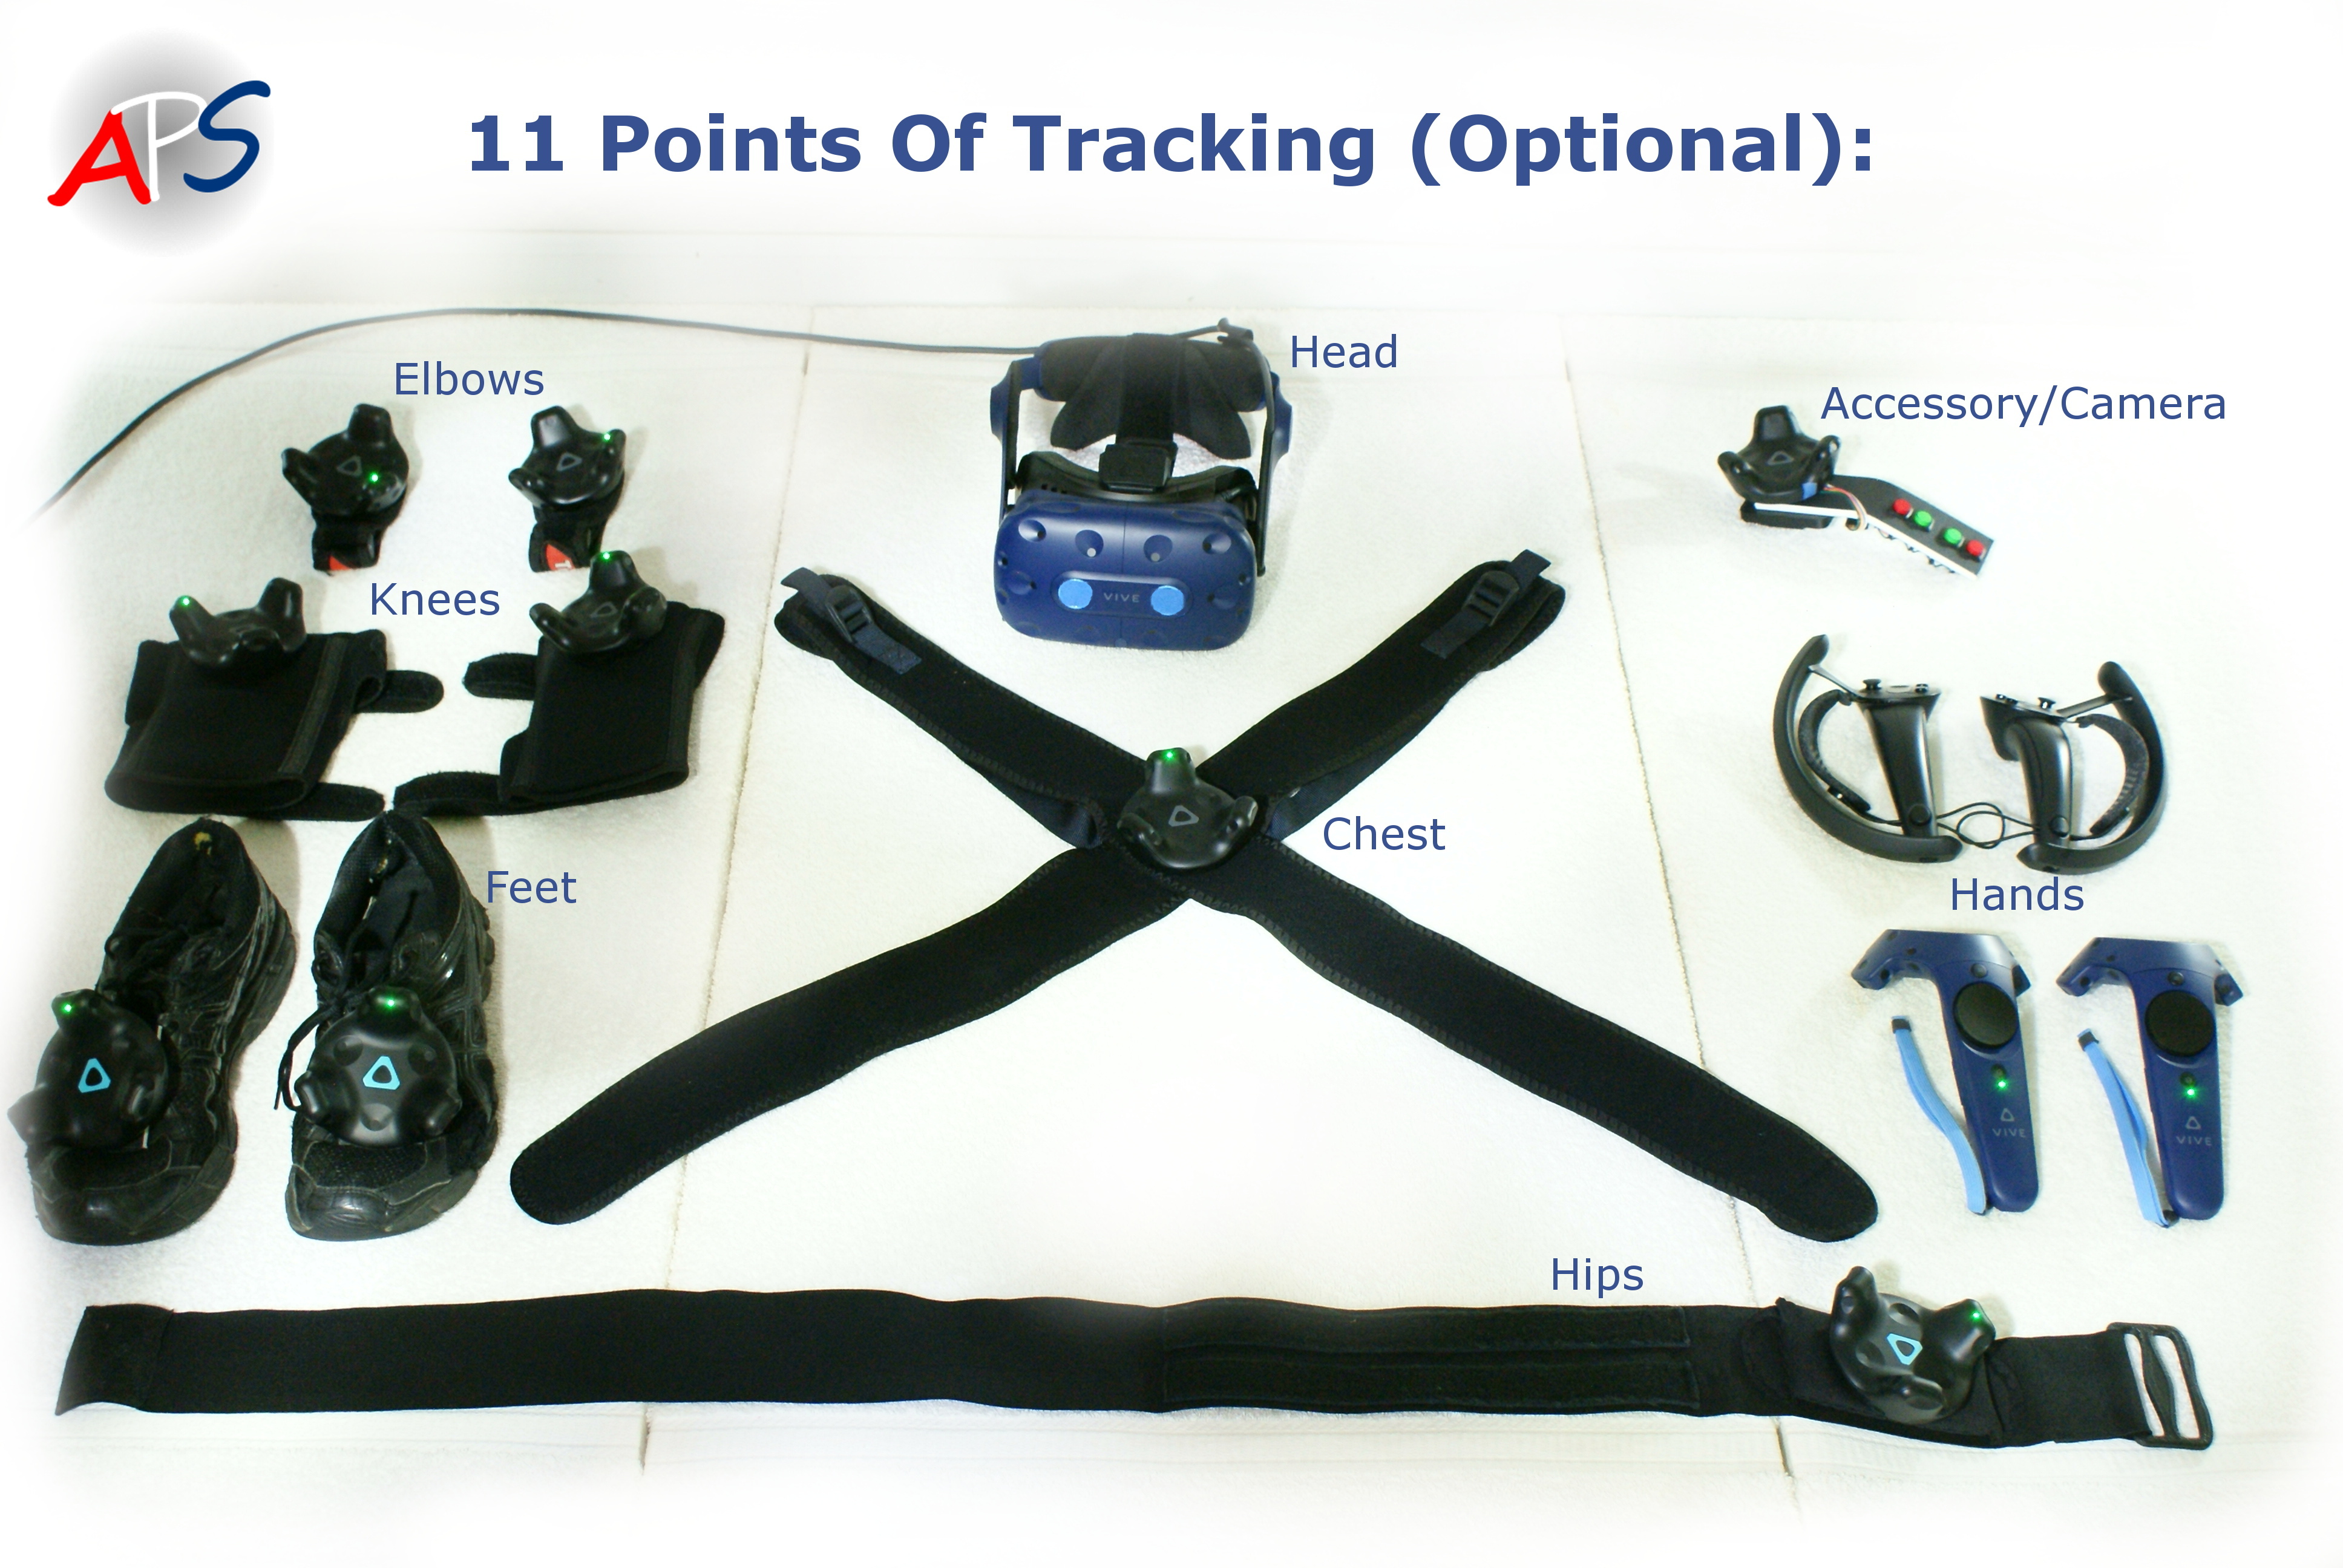 APS
11 Points Of Tracking (Optional):
Head
Elbows
Accessory/Camera
Knees
VIVE
Chest
Feet
Hands
VIVE
VIVE
Hips